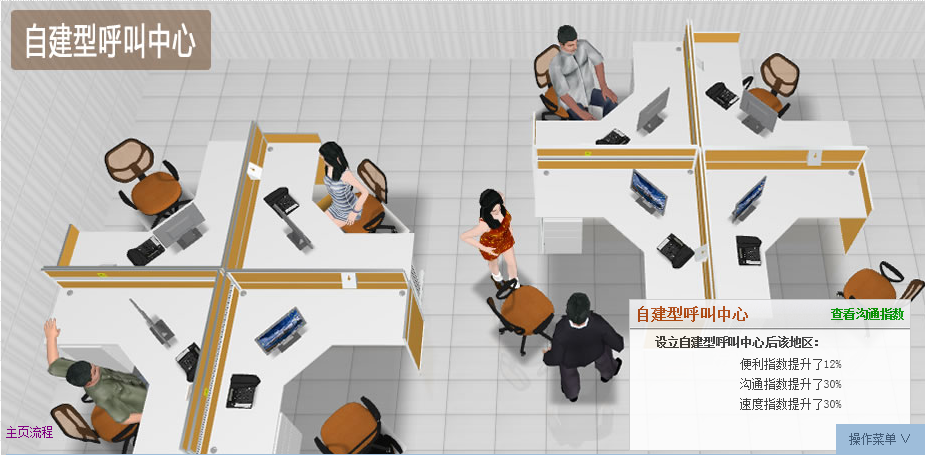 自建型呼叫中心
自建型呼叫中心 查看沟通指数
设立自建型呼叫中心后该地区：
便利指数提升了12%
沟通指数提升了30%
速度指数提升了30%
主页流程
操作菜单 ∨